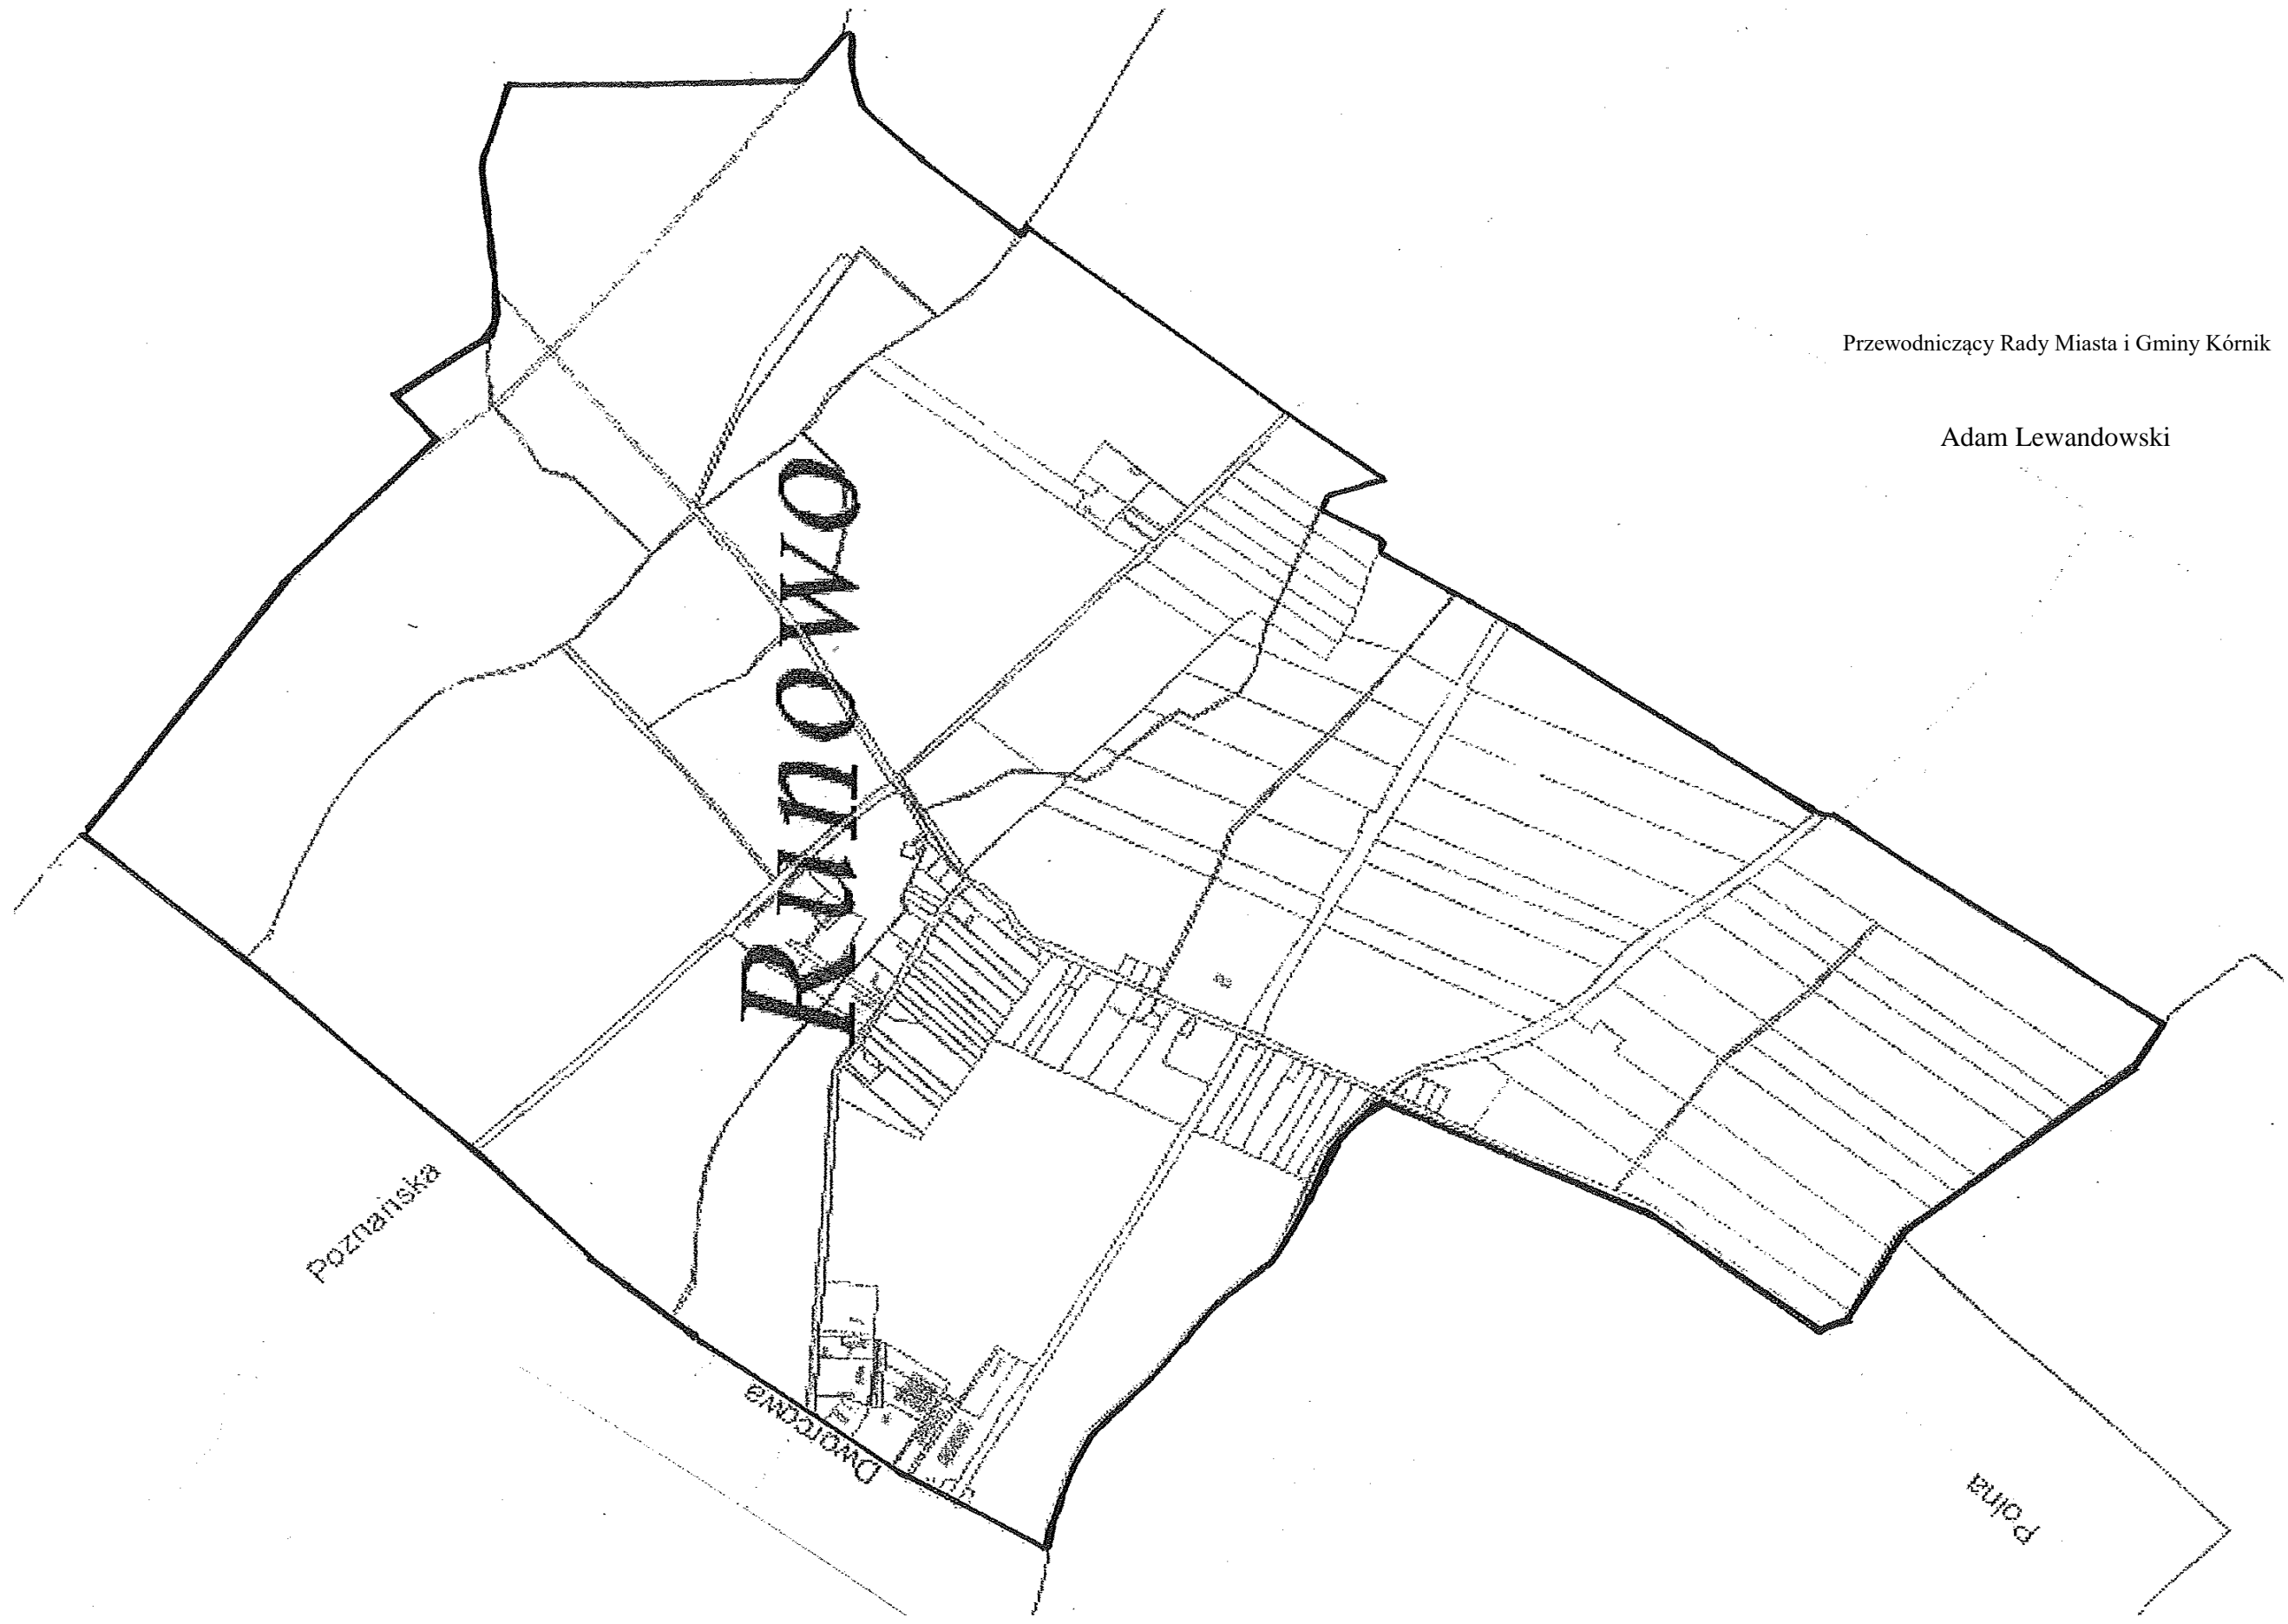 Przewodniczący Rady Miasta i Gminy Kórnik
Adam Lewandowski
Runowo
Poznańska
Dworcowa
Polna